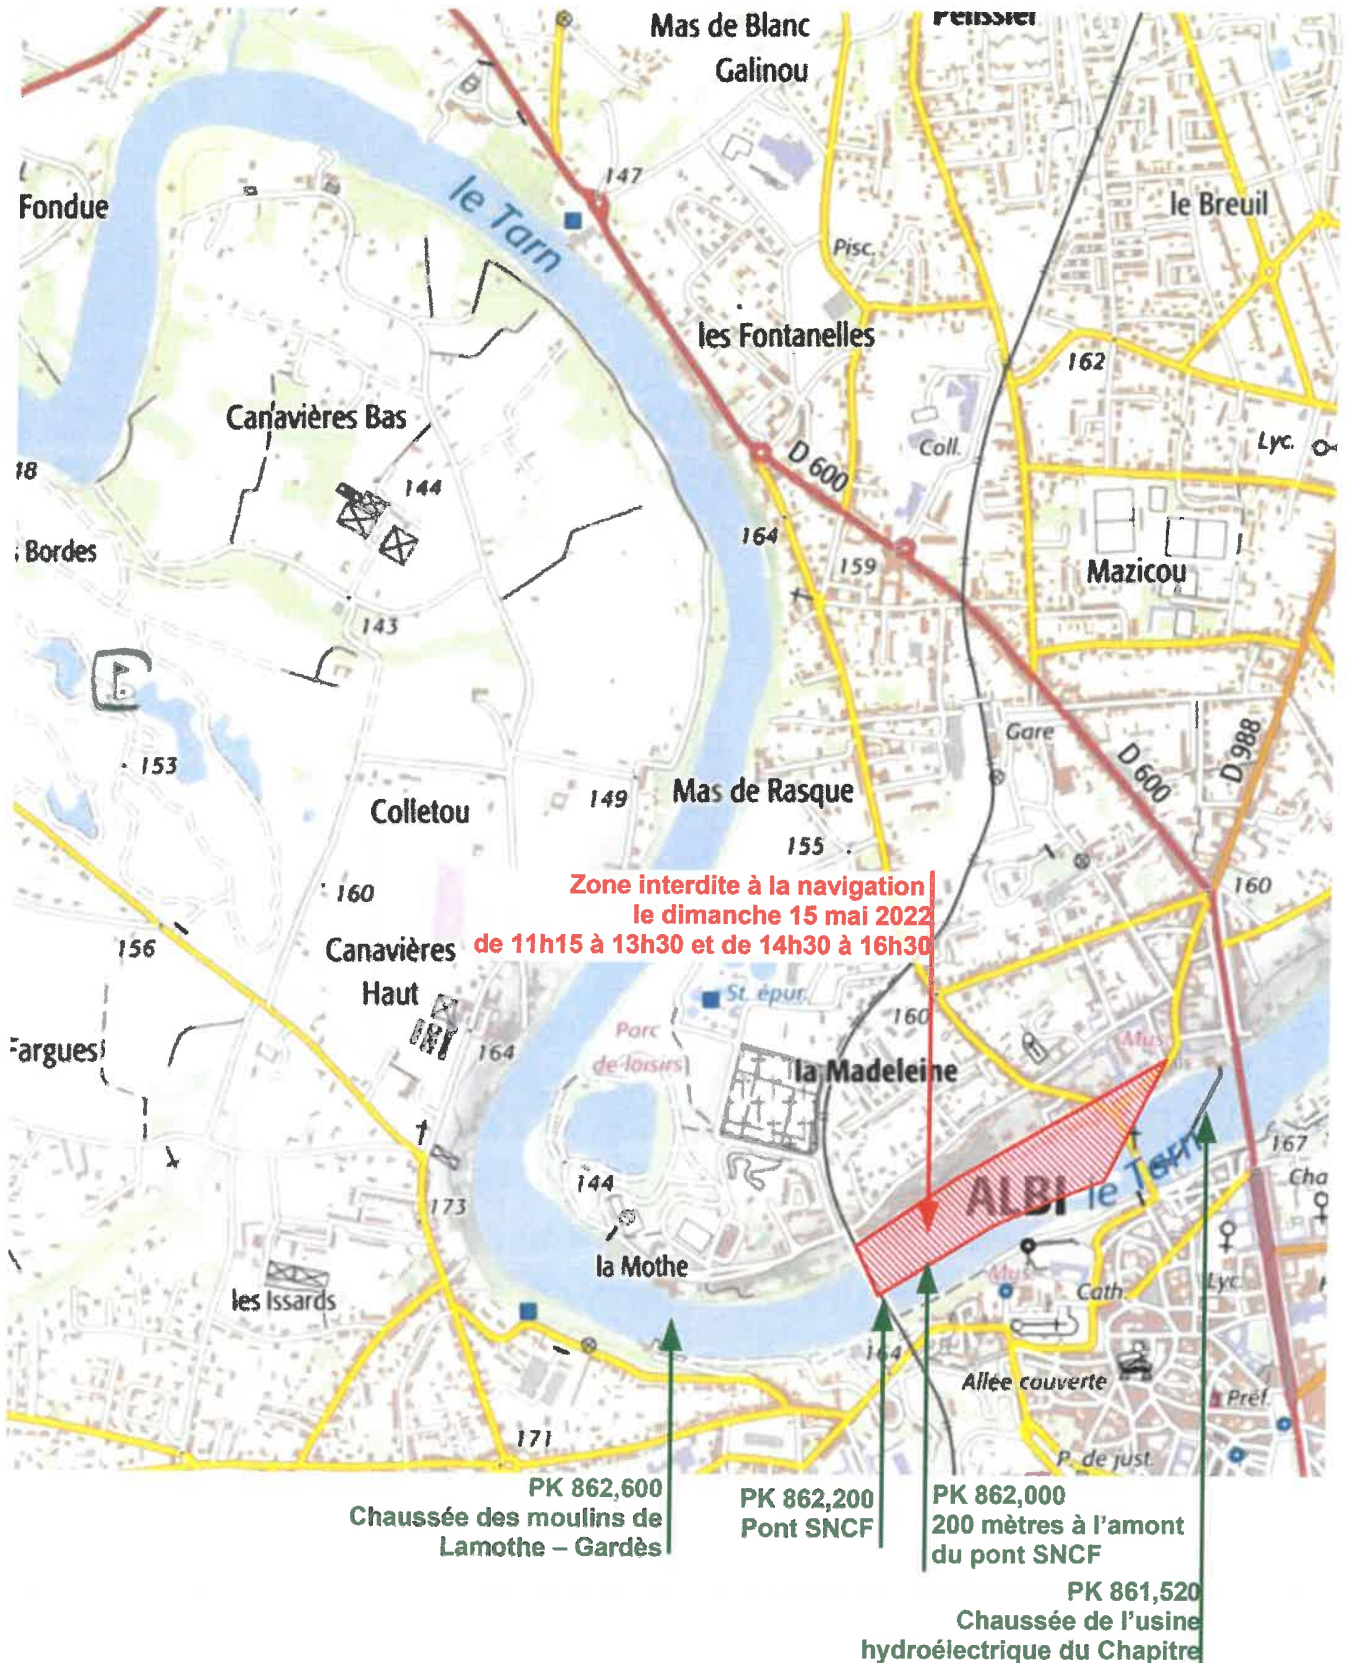 Mas de Blanc
Galinou
Pélissier
147
le Tarn
Fondue
le Breuil
Pisc.
les Fontanelles
162
Canavières Bas
Coll.
Lyc.
D 600
18
144
164
Bordes
159
Mazicou
143
Gare
D 600
D 988
153
Mas de Rasque
149
Colletou
155
160
160
Zone interdite à la navigation
le dimanche 15 mai 2022
de 11h15 à 13h30 et de 14h30 à 16h30
156
Canavières
Haut
St. épur.
160
Parc
de loisirs
Mus.
Fargues
164
la Madeleine
le Tarn
167
144
Cha
173
ALBI
la Mothe
Mus.
Cath.
Lyc.
les Issards
164
Allée couverte
Préf.
171
P. de just.
PK 862,600
Chaussée des moulins de
Lamothe – Gardès
PK 862,200
Pont SNCF
PK 862,000
200 mètres à l'amont
du pont SNCF
PK 861,520
Chaussée de l'usine
hydroélectrique du Chapitre